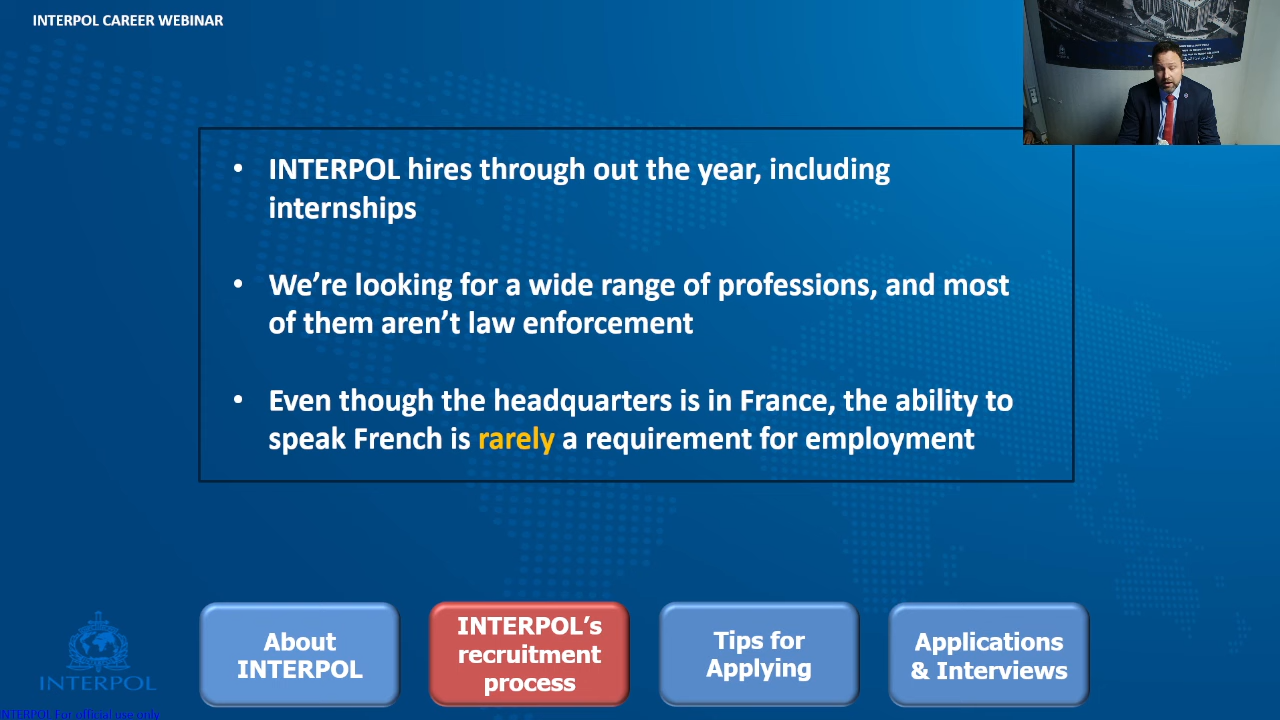 INTERPOL CAREER WEBINAR
• INTERPOL hires through out the year, including
internships
• We’re looking for a wide range of professions, and most
of them aren’t law enforcement
• Even though the headquarters is in France, the ability to
speak French is rarely a requirement for employment
About
INTERPOL
INTERPOL’s
recruitment
process
Tips for
Applying
Applications
& Interviews
INTERPOL
INTERPOL For official use only